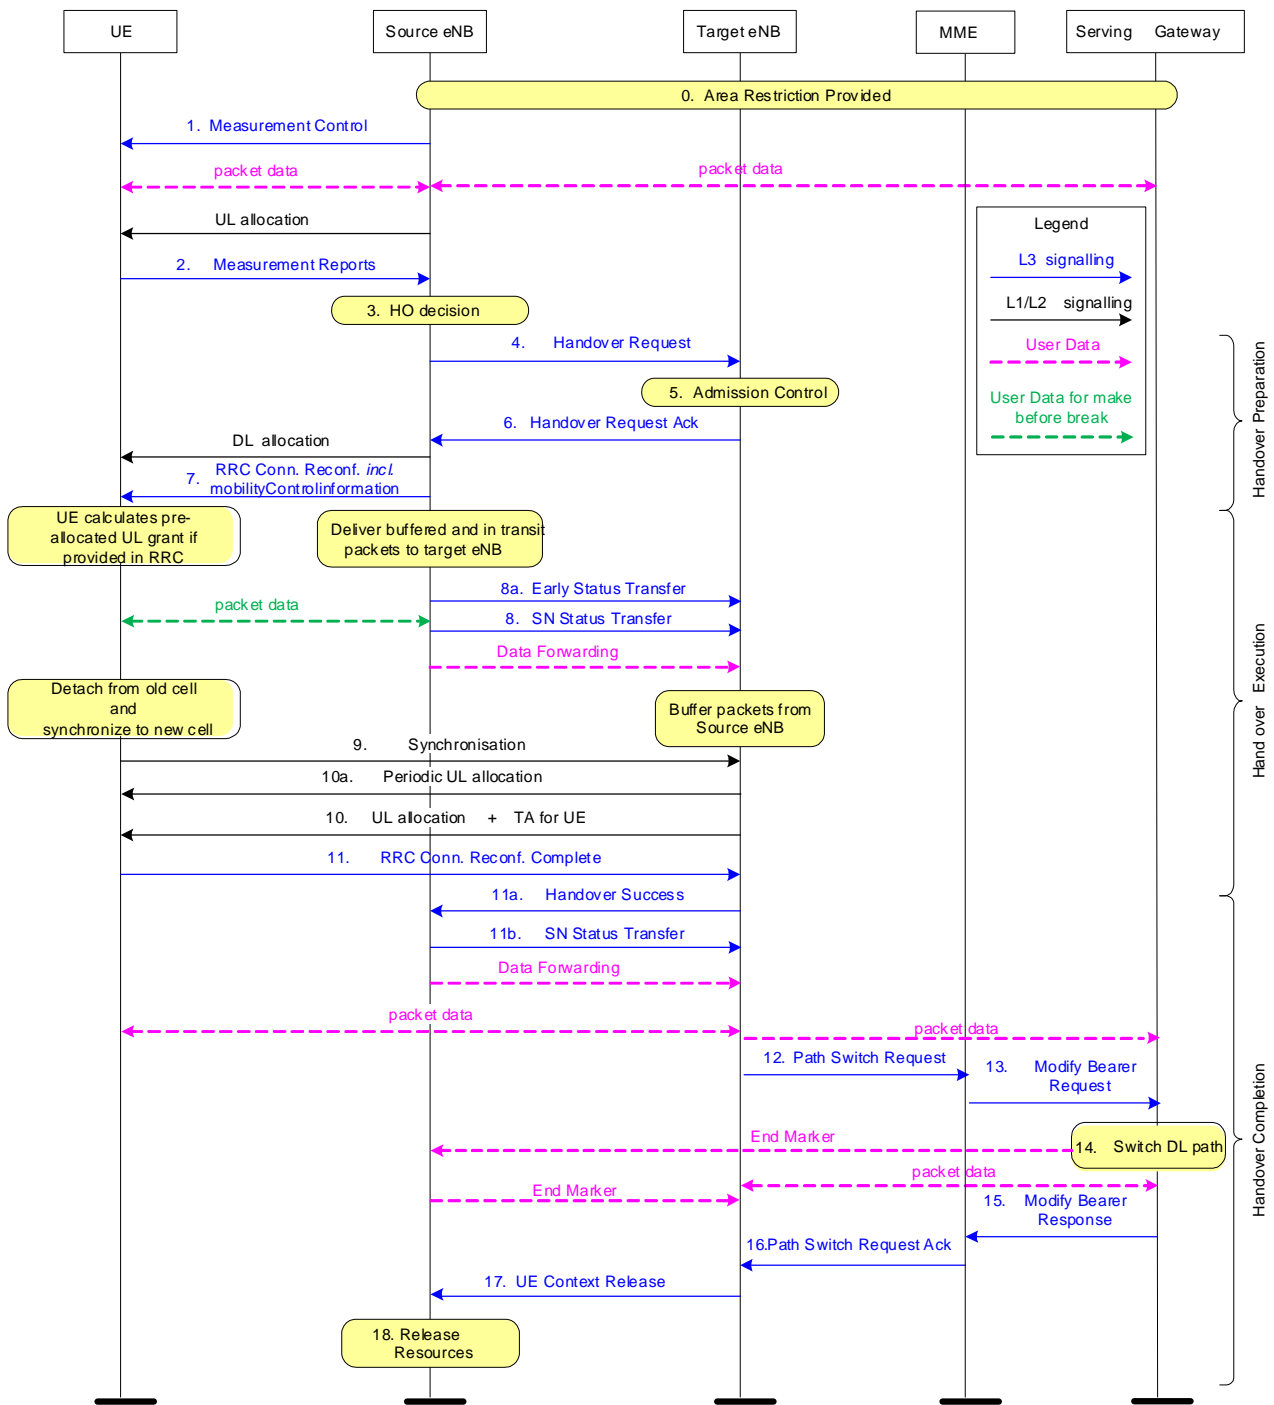 UE
Source eNB
Target eNB
MME
Serving Gateway
0. Area Restriction Provided
1. Measurement Control
packet data
packet data
UL allocation
Legend
2. Measurement Reports
L3 signalling
3. HO decision
L1/L2 signalling
4. Handover Request
User Data
5. Admission Control
User Data for make
before break
6. Handover Request Ack
DL allocation
7. RRC Conn. Reconf. incl.
mobilityControlinformation
Handover Preparation
UE calculates pre-
allocated UL grant if
provided in RRC
Deliver buffered and in transit
packets to target eNB
8a. Early Status Transfer
packet data
8. SN Status Transfer
Data Forwarding
Detach from old cell
and
synchronize to new cell
Buffer packets from
Source eNB
Hand over Execution
9. Synchronisation
10a. Periodic UL allocation
10. UL allocation + TA for UE
11. RRC Conn. Reconf. Complete
11a. Handover Success
11b. SN Status Transfer
Data Forwarding
packet data
packet data
12. Path Switch Request
13. Modify Bearer
Request
End Marker
14. Switch DL path
packet data
End Marker
15. Modify Bearer
Response
Handover Completion
16.Path Switch Request Ack
17. UE Context Release
18. Release
Resources